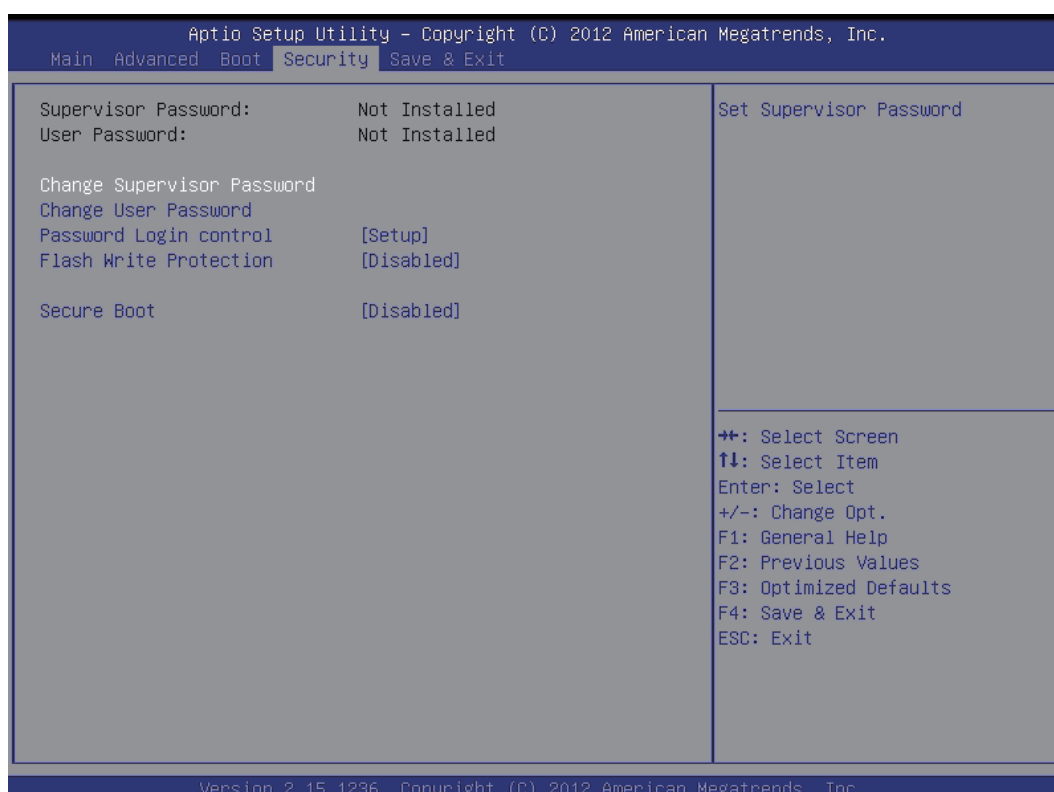 Aptio Setup Utility – Copyright (C) 2012 American Megatrends, Inc.
Main Advanced Boot Security Save & Exit
Supervisor Password: Not Installed
User Password: Not Installed
Change Supervisor Password
Change User Password
Password Login control [Setup]
Flash Write Protection [Disabled]
Secure Boot [Disabled]
Set Supervisor Password
→←: Select Screen
↑↓: Select Item
Enter: Select
+/-: Change Opt.
F1: General Help
F2: Previous Values
F3: Optimized Defaults
F4: Save & Exit
ESC: Exit
Version 2.15.1236. Copyright (C) 2012 American Megatrends, Inc.